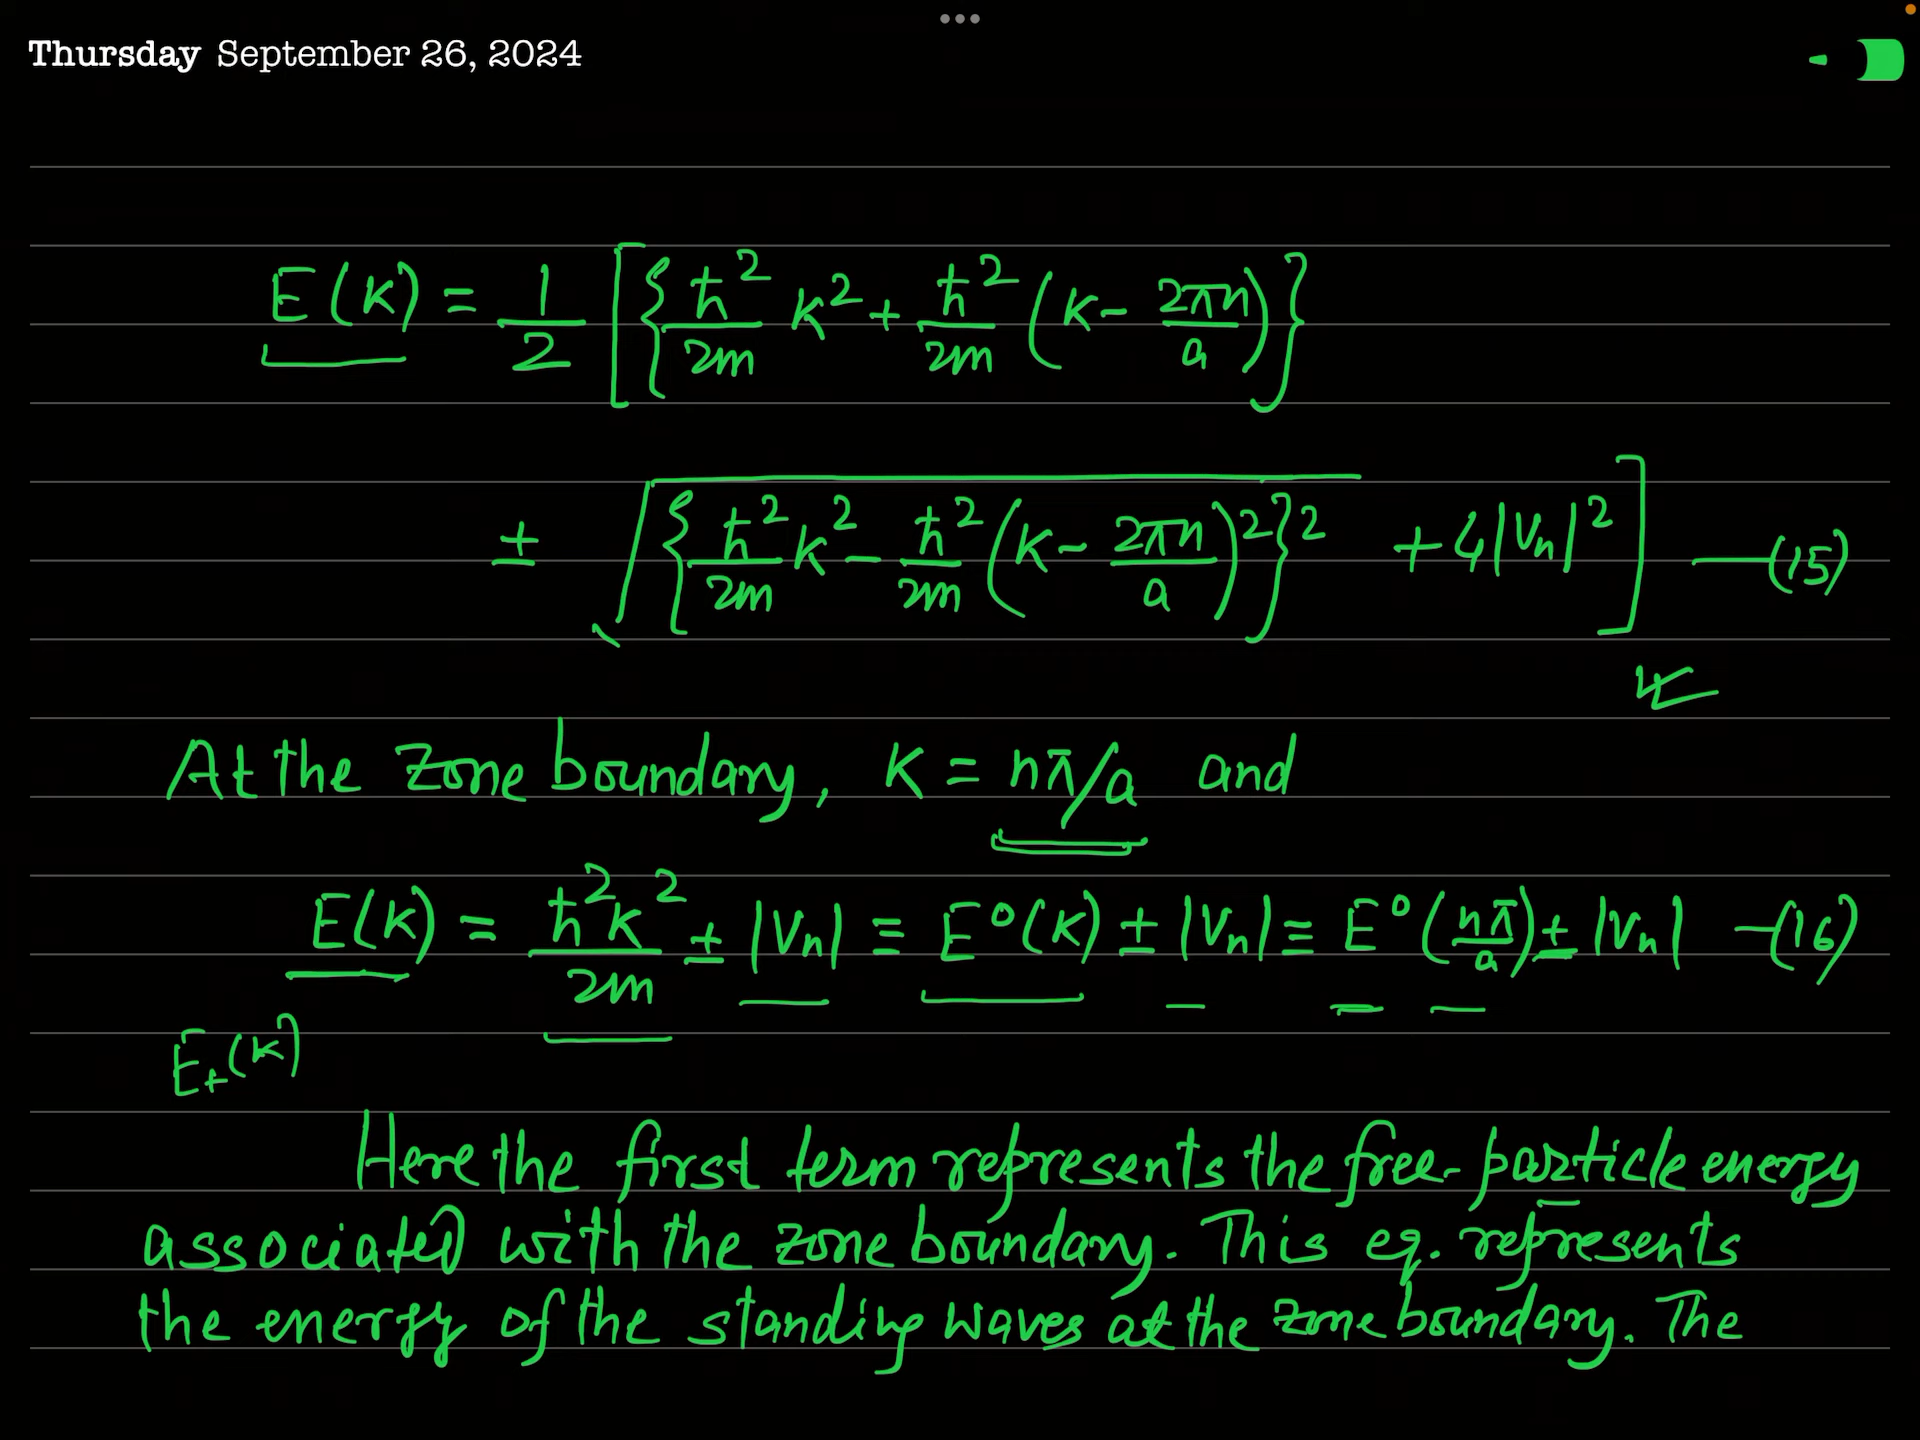 Thursday September 26, 2024
E(K) = 1/2 [ { ħ²/2m K² + ħ²/2m (K - 2πn/a) }
± √{ ħ²/2m K² - ħ²/2m (K - 2πn/a)² }² + 4|Vn|² ] —(15)
At the zone boundary, K = nπ/a and
E(K) = ħ²K²/2m ± |Vn| ≡ E⁰(K) ± |Vn| ≡ E⁰(nπ/a) ± |Vn| —(16)
E+(K)
Here the first term represents the free-particle energy
associated with the zone boundary. This eq. represents
the energy of the standing waves at the zone boundary. The